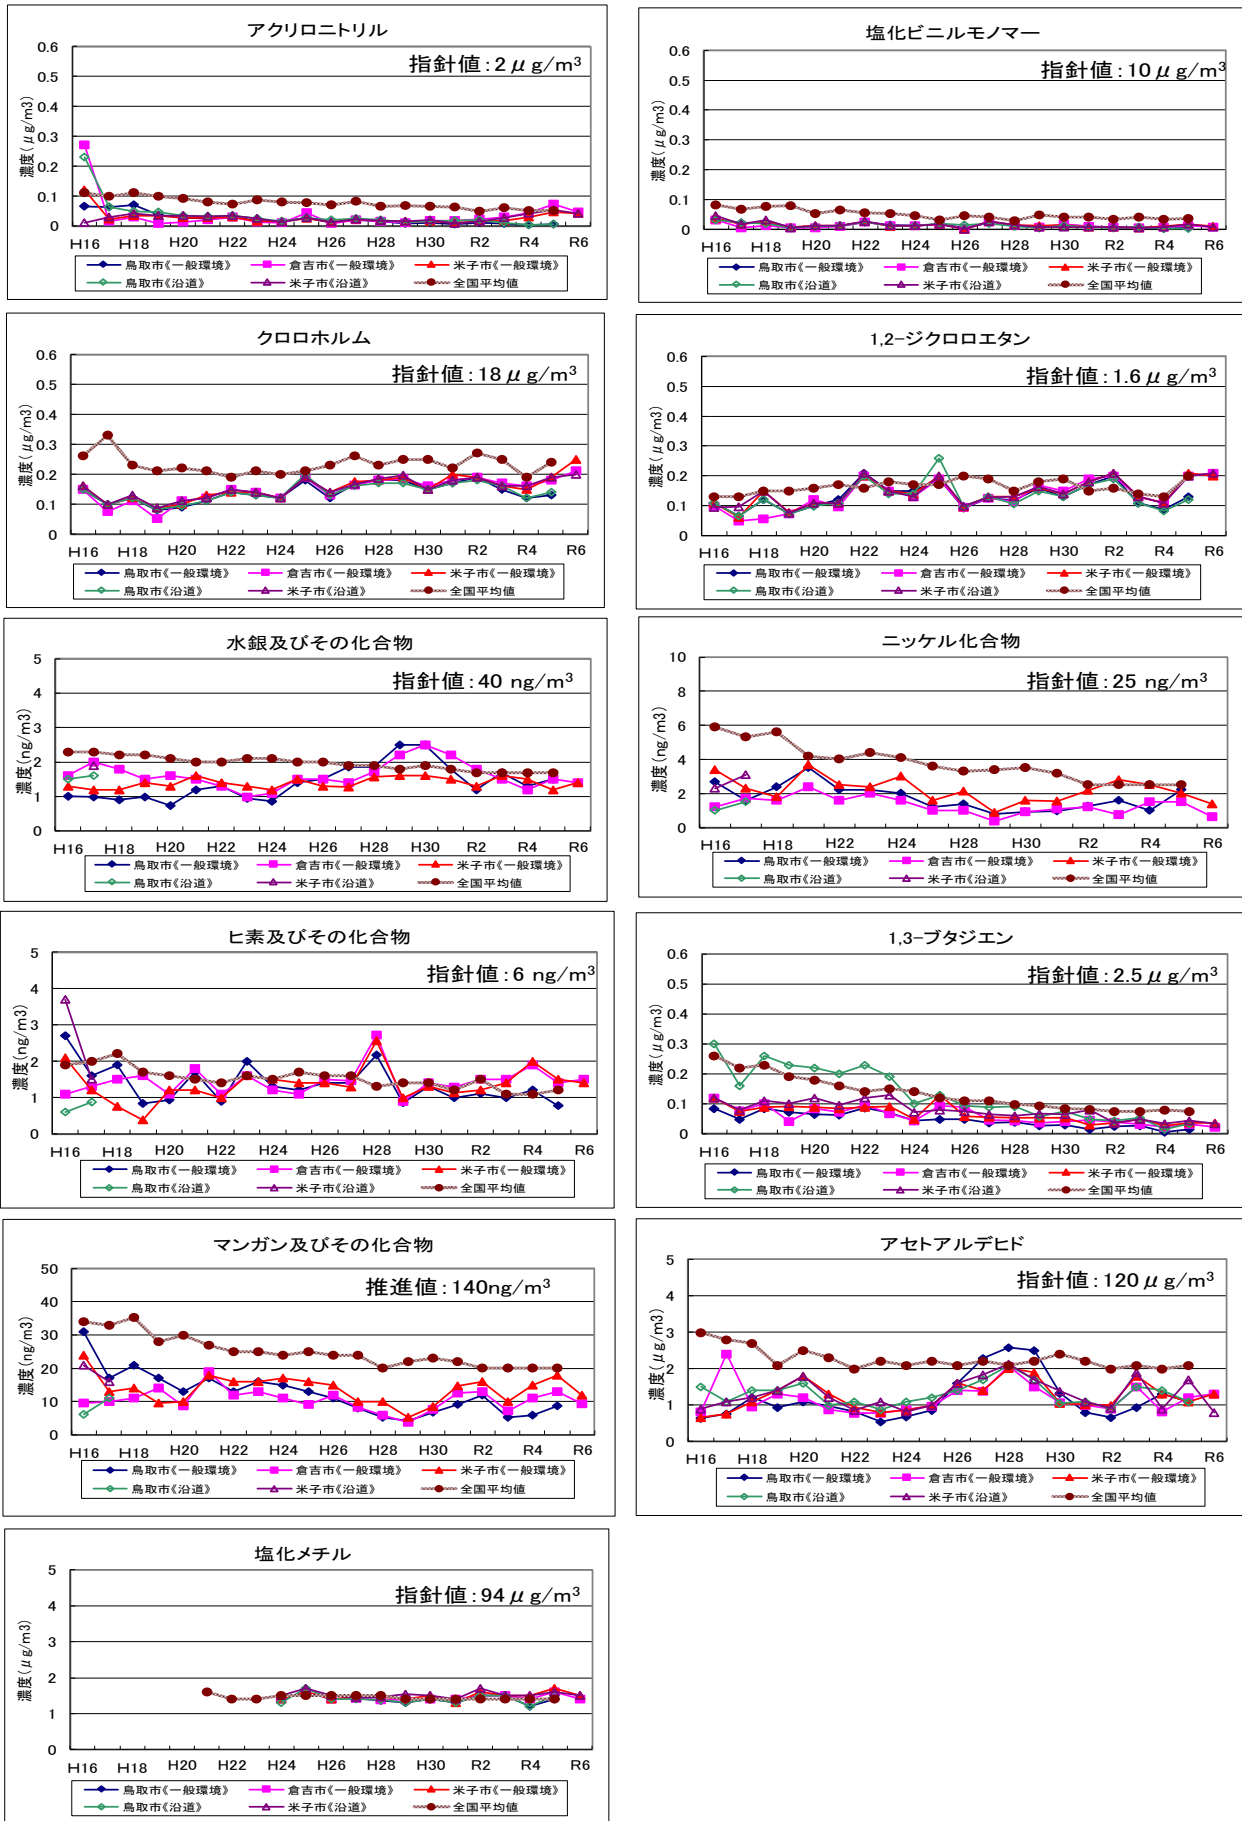 アクリロニトリル
指針値:2μg/m³
濃度(μg/m3)
0.6
0.5
0.4
0.3
0.2
0.1
0
H16 H18 H20 H22 H24 H26 H28 H30 R2 R4 R6
鳥取市《一般環境》 倉吉市《一般環境》 米子市《一般環境》
鳥取市《沿道》 米子市《沿道》 全国平均値
塩化ビニルモノマー
指針値:10μg/m³
濃度(μg/m3)
0.6
0.5
0.4
0.3
0.2
0.1
0
H16 H18 H20 H22 H24 H26 H28 H30 R2 R4 R6
鳥取市《一般環境》 倉吉市《一般環境》 米子市《一般環境》
鳥取市《沿道》 米子市《沿道》 全国平均値
クロロホルム
指針値:18μg/m³
濃度(μg/m3)
0.6
0.5
0.4
0.3
0.2
0.1
0
H16 H18 H20 H22 H24 H26 H28 H30 R2 R4 R6
鳥取市《一般環境》 倉吉市《一般環境》 米子市《一般環境》
鳥取市《沿道》 米子市《沿道》 全国平均値
1,2-ジクロロエタン
指針値:1.6μg/m³
濃度(μg/m3)
0.6
0.5
0.4
0.3
0.2
0.1
0
H16 H18 H20 H22 H24 H26 H28 H30 R2 R4 R6
鳥取市《一般環境》 倉吉市《一般環境》 米子市《一般環境》
鳥取市《沿道》 米子市《沿道》 全国平均値
水銀及びその化合物
指針値:40 ng/m³
濃度(ng/m3)
5
4
3
2
1
0
H16 H18 H20 H22 H24 H26 H28 H30 R2 R4 R6
鳥取市《一般環境》 倉吉市《一般環境》 米子市《一般環境》
鳥取市《沿道》 米子市《沿道》 全国平均値
ニッケル化合物
指針値:25 ng/m³
濃度(ng/m3)
10
8
6
4
2
0
H16 H18 H22 H24 H26 H28 H30 R2 R4 R6
鳥取市《一般環境》 倉吉市《一般環境》 米子市《一般環境》
鳥取市《沿道》 米子市《沿道》 全国平均値
ヒ素及びその化合物
指針値:6 ng/m³
濃度(ng/m3)
5
4
3
2
1
0
H16 H18 H20 H22 H24 H26 H28 H30 R2 R4 R6
鳥取市《一般環境》 倉吉市《一般環境》 米子市《一般環境》
鳥取市《沿道》 米子市《沿道》 全国平均値
1,3-ブタジエン
指針値:2.5μg/m³
濃度(μg/m3)
0.6
0.5
0.4
0.3
0.2
0.1
0
H16 H18 H20 H22 H24 H26 H28 H30 R2 R4 R6
鳥取市《一般環境》 倉吉市《一般環境》 米子市《一般環境》
鳥取市《沿道》 米子市《沿道》 全国平均値
マンガン及びその化合物
推進値:140ng/m³
濃度(ng/m3)
50
40
30
20
10
0
H16 H18 H20 H22 H24 H26 H28 H30 R2 R4 R6
鳥取市《一般環境》 倉吉市《一般環境》 米子市《一般環境》
鳥取市《沿道》 米子市《沿道》 全国平均値
アセトアルデヒド
指針値:120μg/m³
濃度(μg/m3)
5
4
3
2
1
0
H16 H18 H20 H22 H24 H26 H28 H30 R2 R4 R6
鳥取市《一般環境》 倉吉市《一般環境》 米子市《一般環境》
鳥取市《沿道》 米子市《沿道》 全国平均値
塩化メチル
指針値:94μg/m³
濃度(μg/m3)
5
4
3
2
1
0
H16 H18 H20 H22 H24 H26 H28 H30 R2 R4 R6
鳥取市《一般環境》 倉吉市《一般環境》 米子市《一般環境》
鳥取市《沿道》 米子市《沿道》 全国平均値